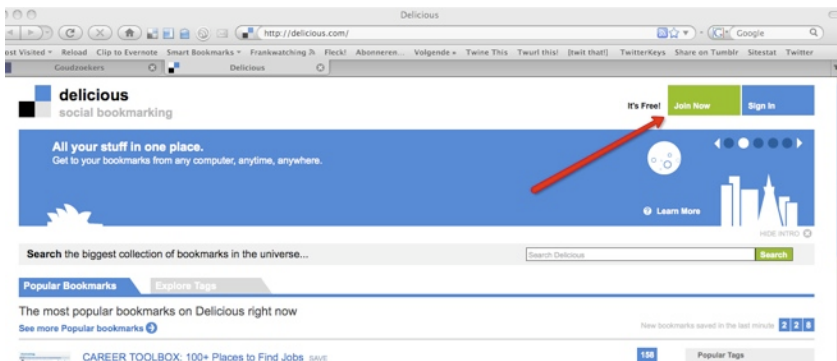 Delicious
http://delicious.com/
Google
ost Visited Reload Clip to Evernote Smart Bookmarks Frankwatching Fleck! Abonneren... Volgende » Twine This Twurl this! [twit that!] TwitterKeys Share on Tumblr Sitestat Twitter
Goudzoekers Delicious
delicious
social bookmarking
It's Free! Join Now Sign In
All your stuff in one place.
Get to your bookmarks from any computer, anytime, anywhere.
Learn More
HIDE INTRO
Search the biggest collection of bookmarks in the universe...
Search Delicious
Search
Popular Bookmarks Explore Tags
The most popular bookmarks on Delicious right now
See more Popular bookmarks
New bookmarks saved in the last minute 2 2 8
CAREER TOOLBOX: 100+ Places to Find Jobs SAVE
158
Popular Tags